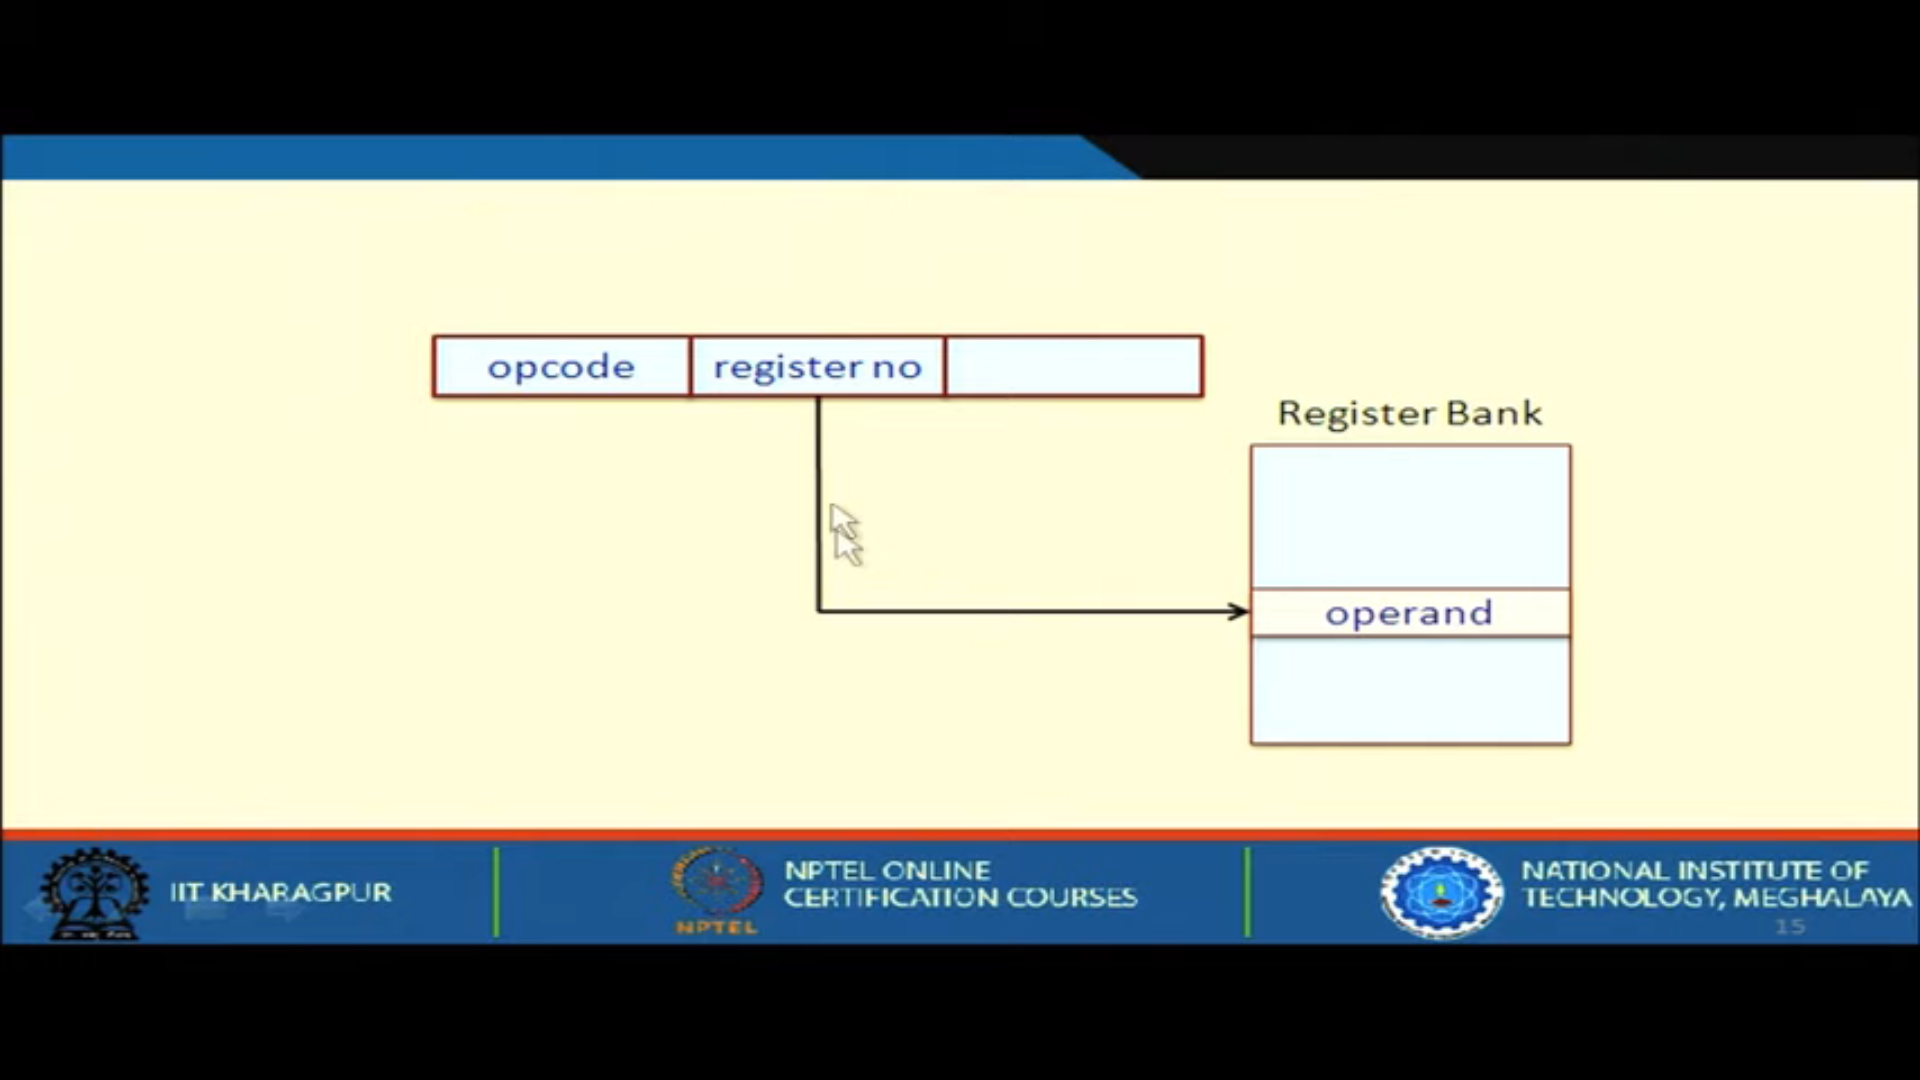 opcode
register no
Register Bank
operand
IIT KHARAGPUR
NPTEL
NPTEL ONLINE
CERTIFICATION COURSES
NATIONAL INSTITUTE OF
TECHNOLOGY, MEGHALAYA
15